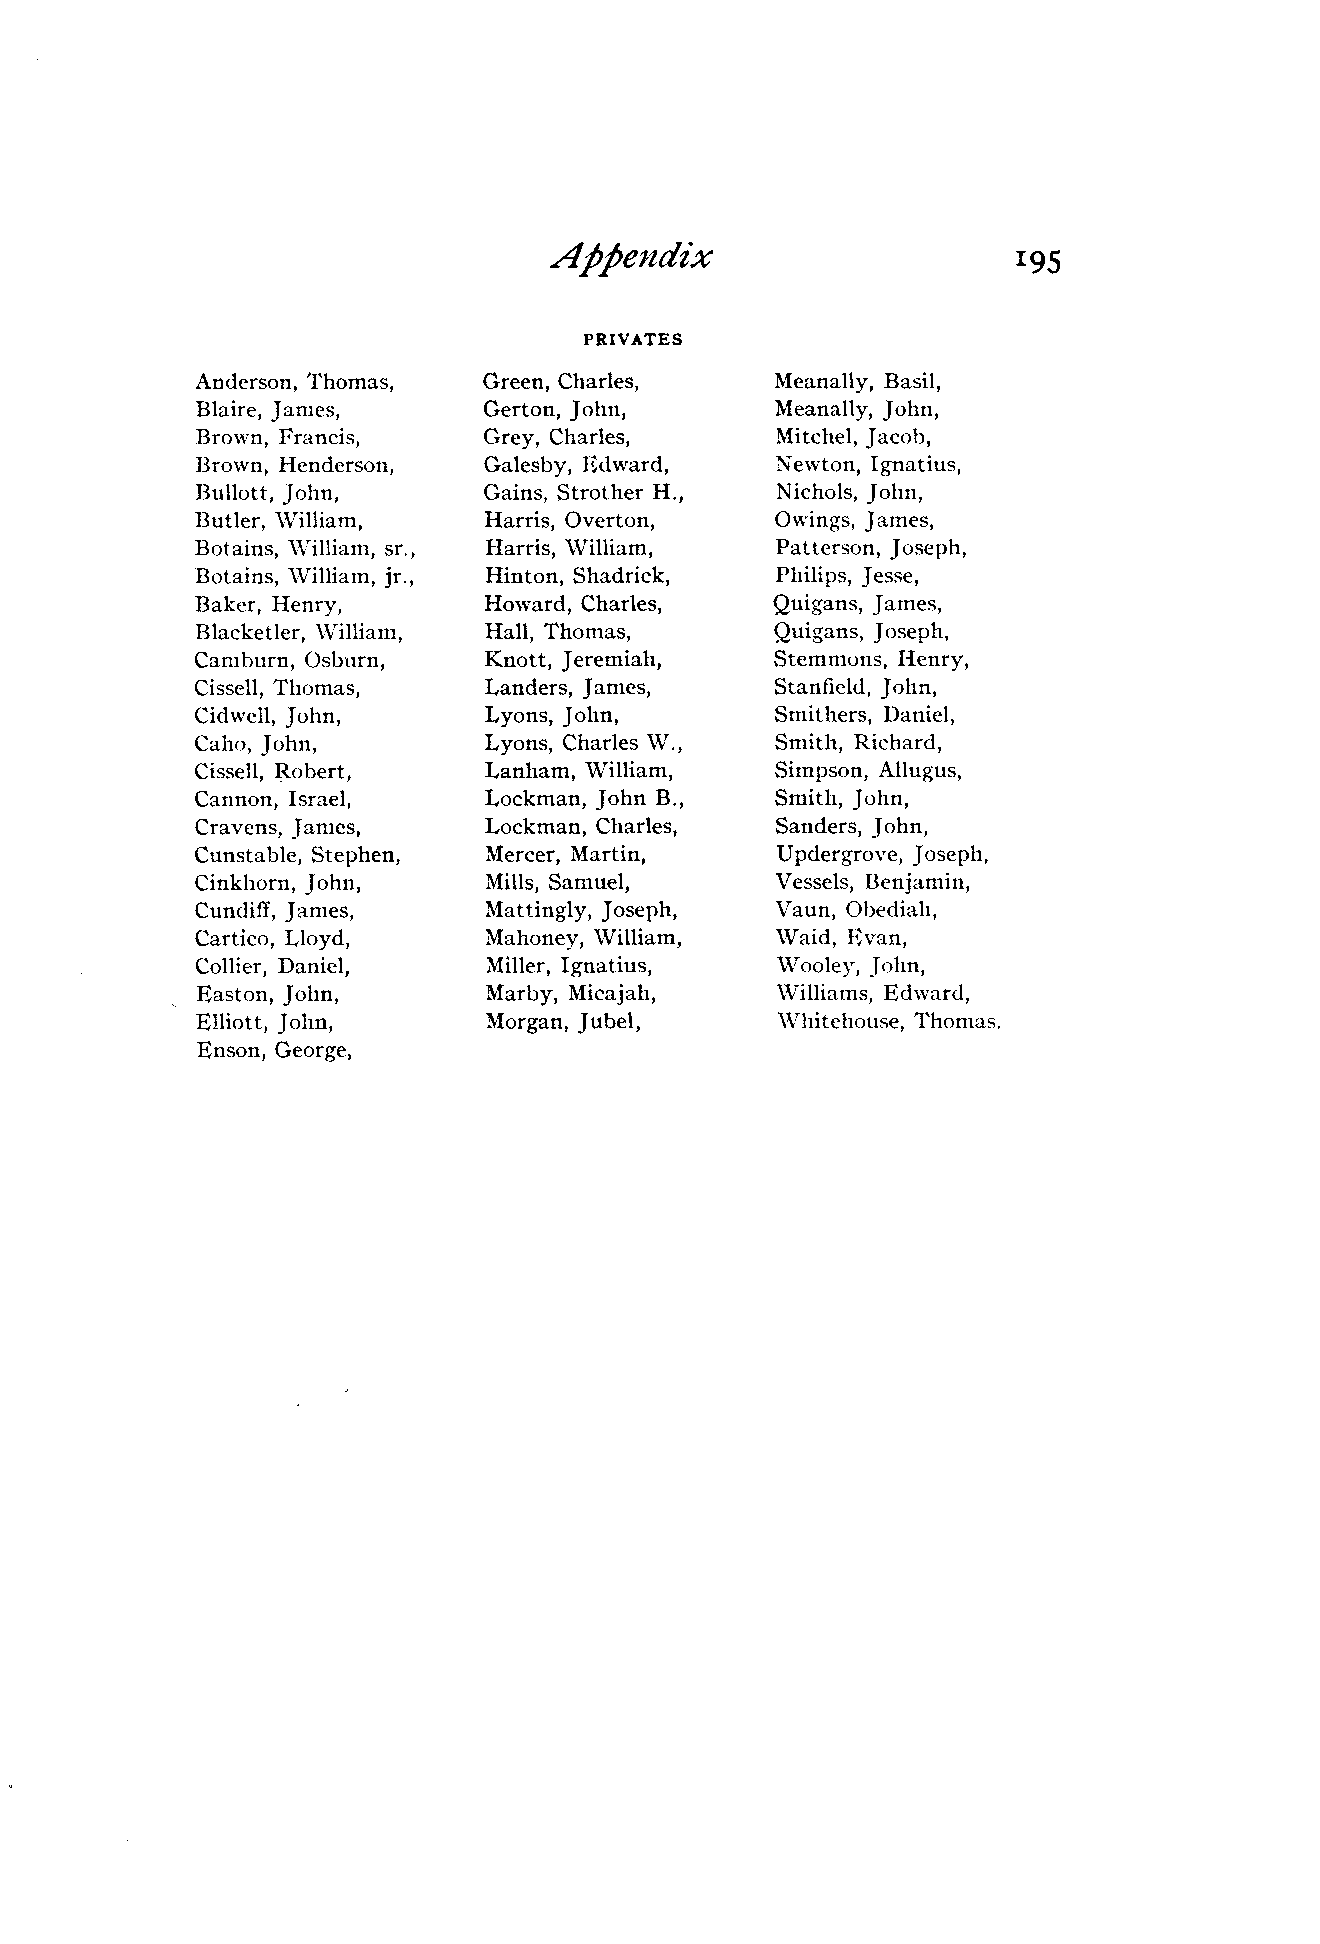 Appendix 195
PRIVATES
Anderson, Thomas,
Blaire, James,
Brown, Francis,
Brown, Henderson,
Bullott, John,
Butler, William,
Botains, William, sr.,
Botains, William, jr.,
Baker, Henry,
Blacketler, William,
Camburn, Osburn,
Cissell, Thomas,
Cidwell, John,
Caho, John,
Cissell, Robert,
Cannon, Israel,
Cravens, James,
Cunstable, Stephen,
Cinkhorn, John,
Cundiff, James,
Cartico, Lloyd,
Collier, Daniel,
Easton, John,
Elliott, John,
Enson, George,
Green, Charles,
Gerton, John,
Grey, Charles,
Galesby, Edward,
Gains, Strother H.,
Harris, Overton,
Harris, William,
Hinton, Shadrick,
Howard, Charles,
Hall, Thomas,
Knott, Jeremiah,
Landers, James,
Lyons, John,
Lyons, Charles W.,
Lanham, William,
Lockman, John B.,
Lockman, Charles,
Mercer, Martin,
Mills, Samuel,
Mattingly, Joseph,
Mahoney, William,
Miller, Ignatius,
Marby, Micajah,
Morgan, Jubel,
Meanally, Basil,
Meanally, John,
Mitchel, Jacob,
Newton, Ignatius,
Nichols, John,
Owings, James,
Patterson, Joseph,
Philips, Jesse,
Quigans, James,
Quigans, Joseph,
Stemmons, Henry,
Stanfield, John,
Smithers, Daniel,
Smith, Richard,
Simpson, Allugus,
Smith, John,
Sanders, John,
Updergrove, Joseph,
Vessels, Benjamin,
Vaun, Obediah,
Waid, Evan,
Wooley, John,
Williams, Edward,
Whitehouse, Thomas.